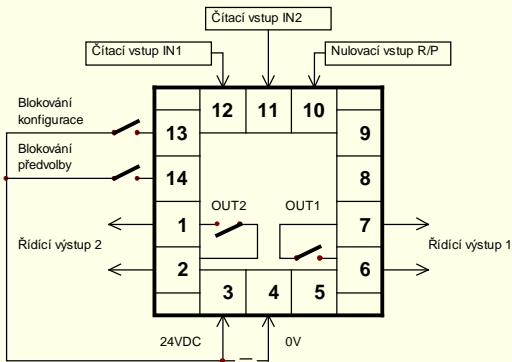 Čítací vstup IN2
Čítací vstup IN1
Nulovací vstup R/P
12 11 10
Blokování
konfigurace
13
9
Blokování
předvolby
14
8
OUT2 OUT1
1
7
Řídící výstup 2
Řídící výstup 1
2
6
3 4 5
24VDC
0V